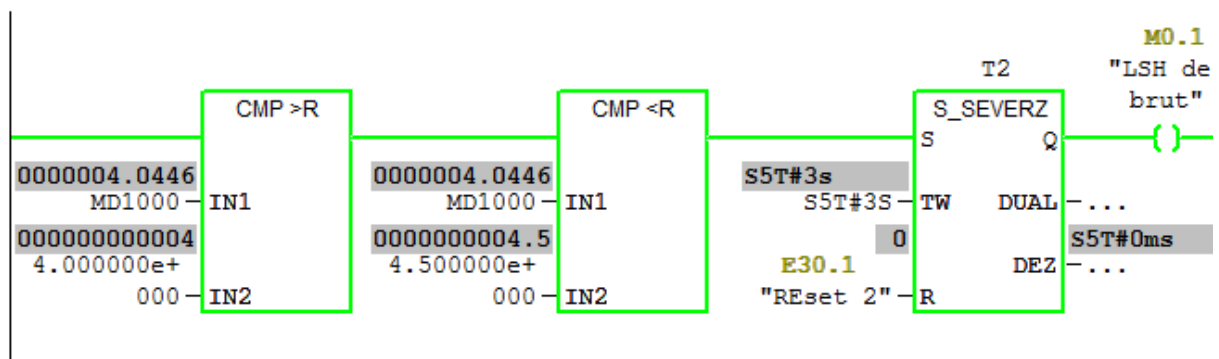 M0.1
T2 "LSH de
CMP >R CMP <R S_SEVERZ brut"
S Q
0000004.0446 0000004.0446 S5T#3s
MD1000 IN1 MD1000 IN1 S5T#3S TW DUAL ...
000000000004 0000000004.5 0 S5T#0ms
4.000000e+ 4.500000e+ E30.1 DEZ ...
000 IN2 000 IN2 "REset 2" R